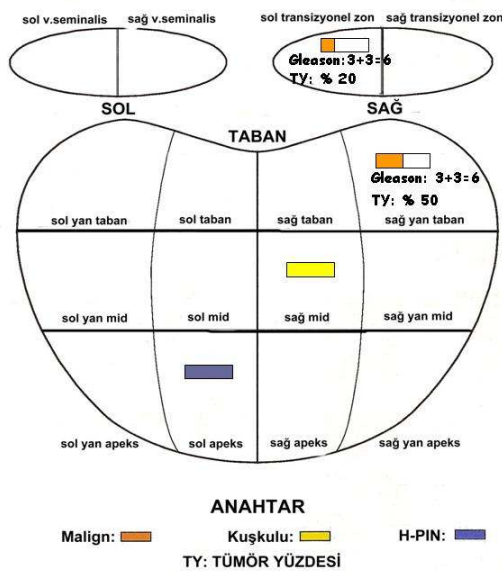 sol v.seminalis sağ v.seminalis
sol transizyonel zon sağ transizyonel zon
Gleason: 3+3=6
TY: % 20
SOL
SAĞ
TABAN
Gleason: 3+3=6
TY: % 50
sol yan taban sol taban sağ taban sağ yan taban
sol yan mid sol mid sağ mid sağ yan mid
sol yan apeks sol apeks sağ apeks sağ yan apeks
ANAHTAR
Malign: Kuşkulu: H-PIN:
TY: TÜMÖR YÜZDESİ